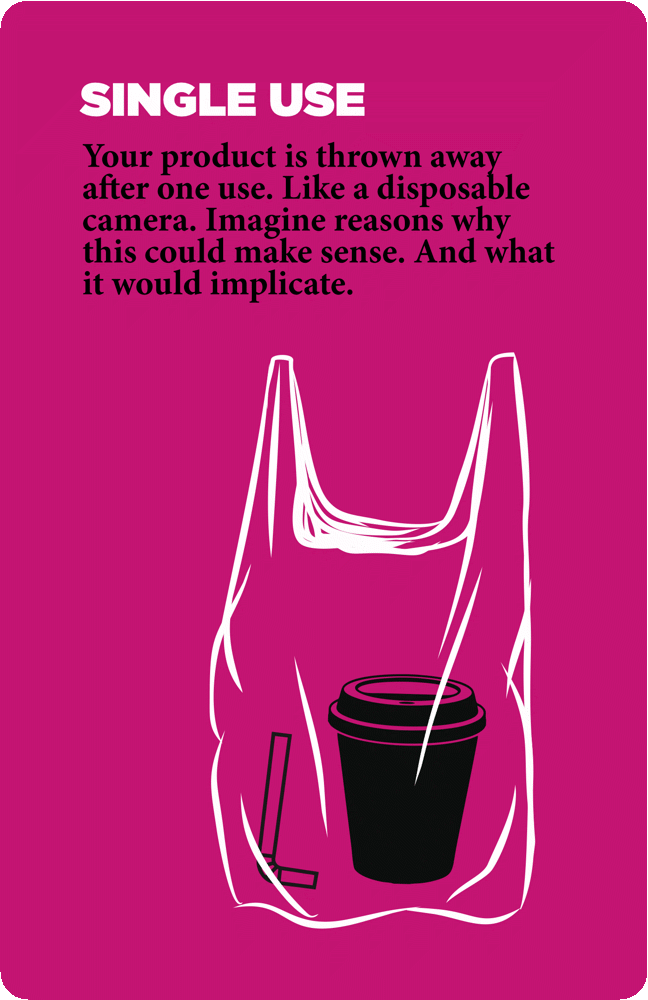 SINGLE USE
Your product is thrown away
after one use. Like a disposable
camera. Imagine reasons why
this could make sense. And what
it would implicate.